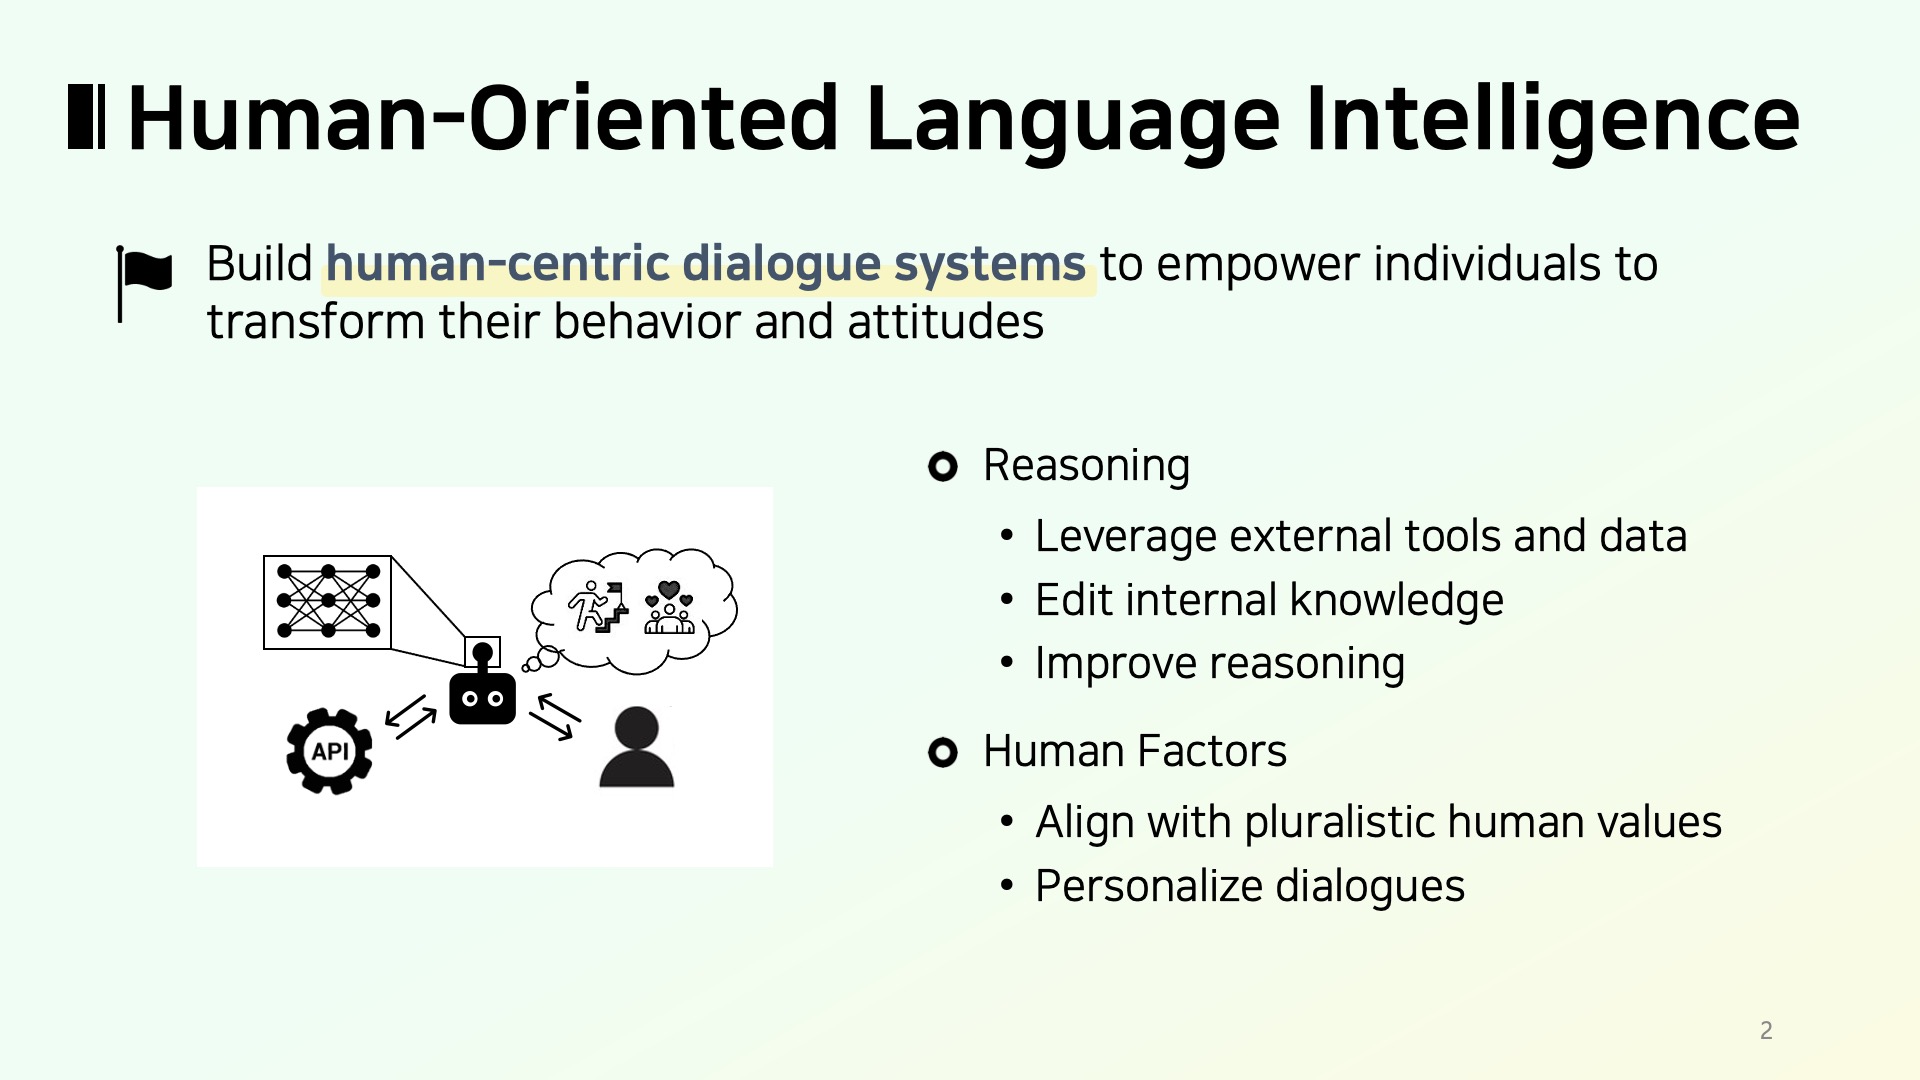 Human-Oriented Language Intelligence
Build human-centric dialogue systems to empower individuals to
transform their behavior and attitudes
API
Reasoning
• Leverage external tools and data
• Edit internal knowledge
• Improve reasoning
Human Factors
• Align with pluralistic human values
• Personalize dialogues
2